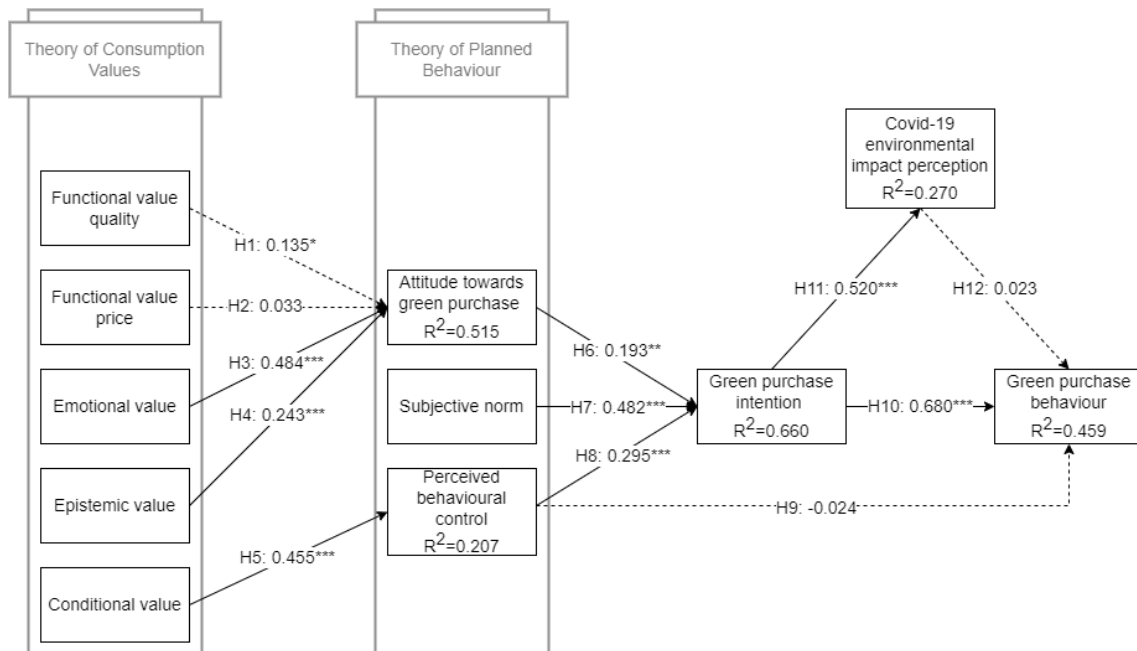 Theory of Consumption
Values
Theory of Planned
Behaviour
Functional value
quality
Functional value
price
Emotional value
Epistemic value
Conditional value
H1: 0.135*
H2: 0.033
H3: 0.484***
H4: 0.243***
H5: 0.455***
Attitude towards
green purchase
R²=0.515
Subjective norm
Perceived
behavioural
control
R²=0.207
H6: 0.193**
H7: 0.482***
H8: 0.295***
H9: -0.024
Green purchase
intention
R²=0.660
Covid-19
environmental
impact perception
R²=0.270
H11: 0.520***
H12: 0.023
H10: 0.680***
Green purchase
behaviour
R²=0.459